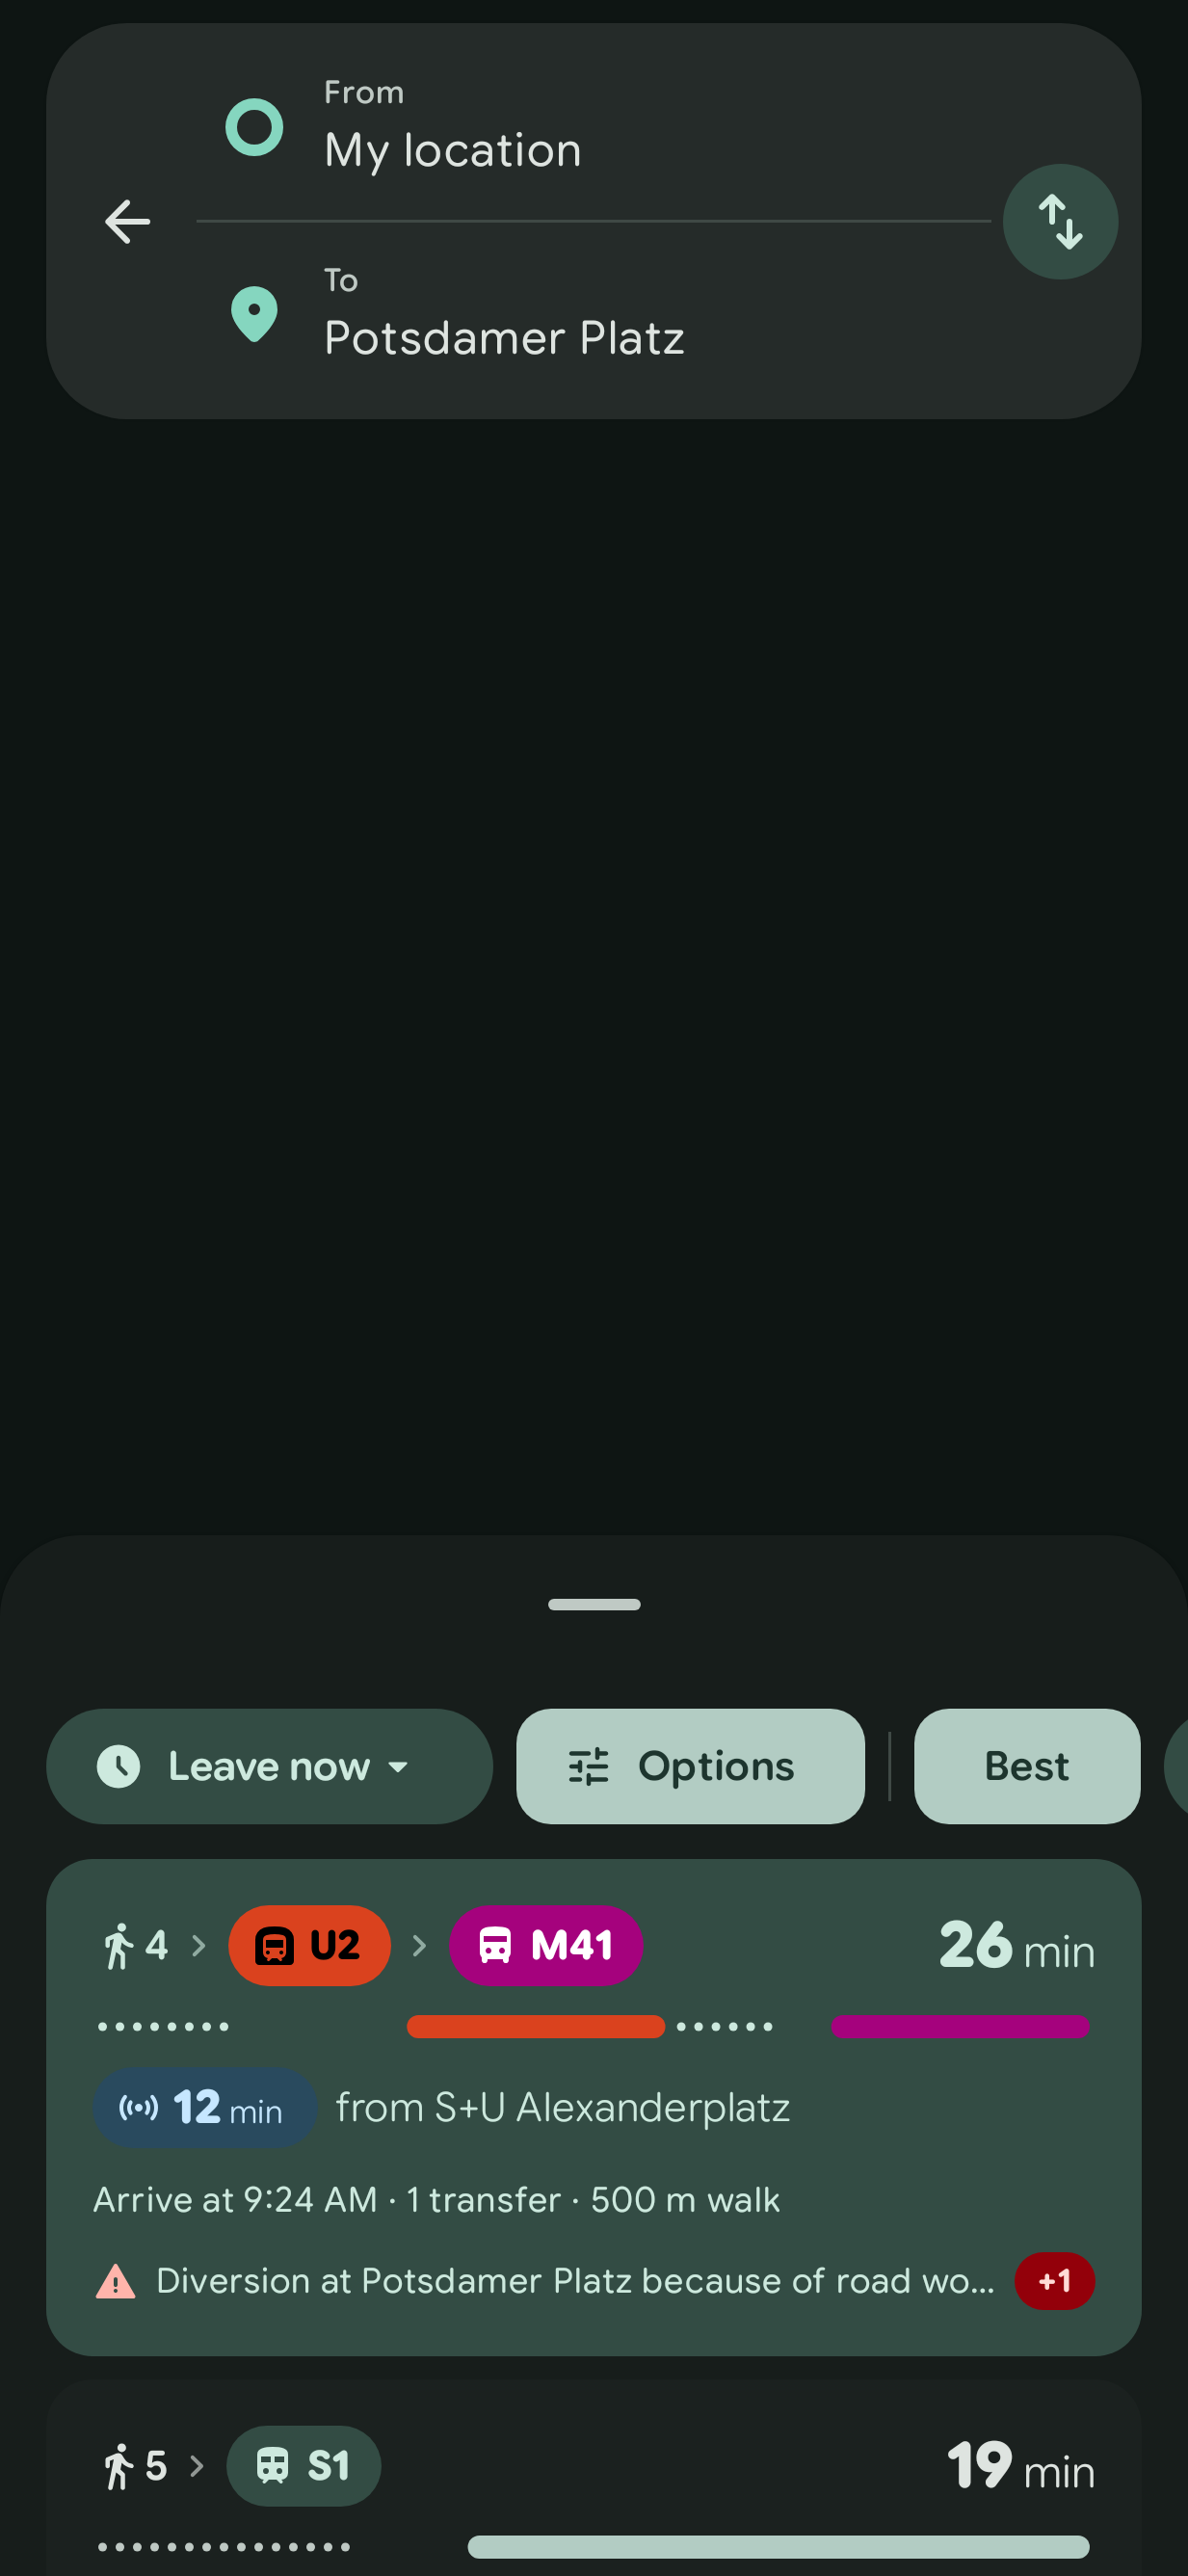 From
My location
To
Potsdamer Platz
Leave now
Options
Best
4 U2 M41 26 min
12 min from S+U Alexanderplatz
Arrive at 9:24 AM · 1 transfer · 500 m walk
Diversion at Potsdamer Platz because of road wo... +1
5 S1 19 min